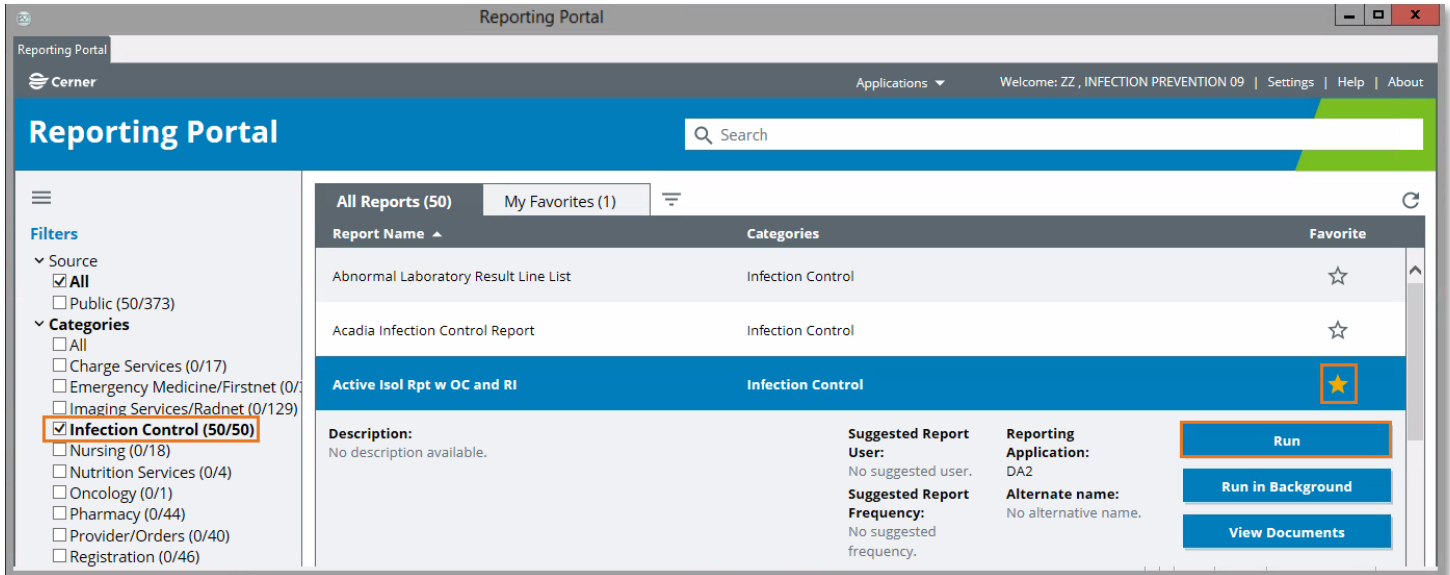 Reporting Portal
Reporting Portal
Cerner
Applications
Welcome: ZZ , INFECTION PREVENTION 09 | Settings | Help | About
Reporting Portal
Search
Filters
Source
All
Public (50/373)
Categories
All
Charge Services (0/17)
Emergency Medicine/Firstnet (0/
Imaging Services/Radnet (0/129)
Infection Control (50/50)
Nursing (0/18)
Nutrition Services (0/4)
Oncology (0/1)
Pharmacy (0/44)
Provider/Orders (0/40)
Registration (0/46)
All Reports (50) My Favorites (1)
Report Name Categories Favorite
Abnormal Laboratory Result Line List Infection Control
Acadia Infection Control Report Infection Control
Active Isol Rpt w OC and RI Infection Control
Description:
No description available.
Suggested Report
User:
No suggested user.
Suggested Report
Frequency:
No suggested
frequency.
Reporting
Application:
DA2
Alternate name:
No alternative name.
Run
Run in Background
View Documents